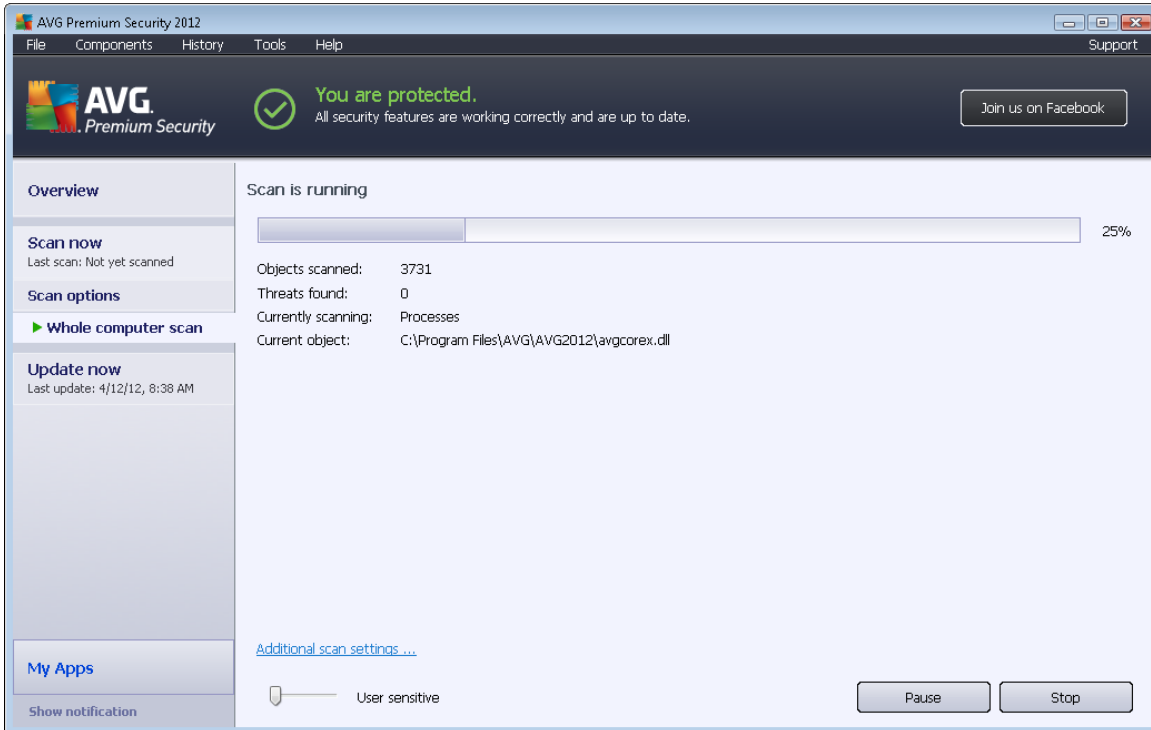 AVG Premium Security 2012
File Components History Tools Help Support
AVG.
Premium Security
You are protected.
All security features are working correctly and are up to date.
Join us on Facebook
Overview
Scan now
Last scan: Not yet scanned
Scan options
Whole computer scan
Update now
Last update: 4/12/12, 8:38 AM
My Apps
Show notification
Scan is running
25%
Objects scanned: 3731
Threats found: 0
Currently scanning: Processes
Current object: C:\Program Files\AVG\AVG2012\avgcorex.dll
Additional scan settings ...
User sensitive
Pause
Stop